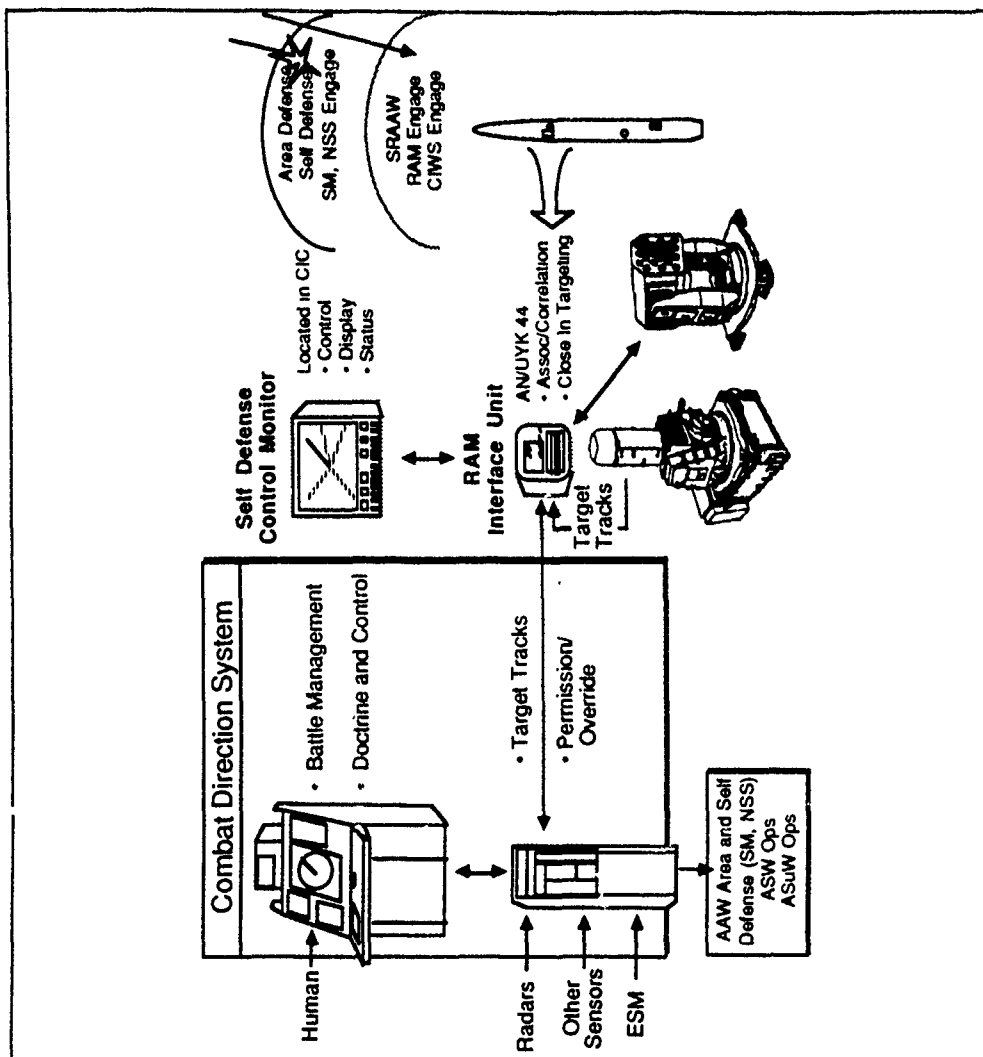 Combat Direction System
Human
• Battle Management
• Doctrine and Control
Radars
Other
Sensors
ESM
• Target Tracks
• Permission/
Override
AAW Area and Self
Defense (SM, NSS)
ASW Ops
ASuW Ops
Self Defense
Control Monitor
Located in CIC
• Control
• Display
• Status
RAM
Interface Unit
AN/UYK 44
• Assoc/Correlation
• Close In Targeting
Target
Tracks
Area Defense
Self Defense
SM, NSS Engage
SRAAW
RAM Engage
CIWS Engage